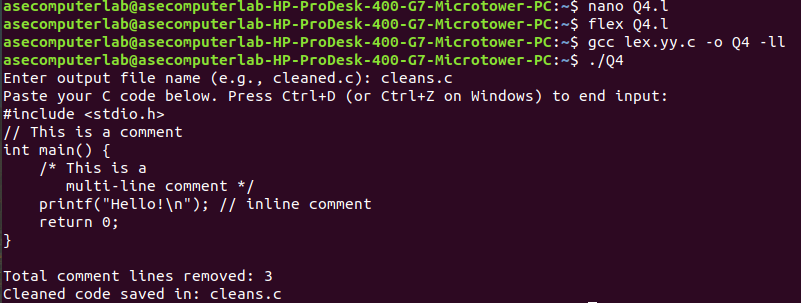 asecomputerlab@asecomputerlab-HP-ProDesk-400-G7-Microtower-PC:~$ nano Q4.l
asecomputerlab@asecomputerlab-HP-ProDesk-400-G7-Microtower-PC:~$ flex Q4.l
asecomputerlab@asecomputerlab-HP-ProDesk-400-G7-Microtower-PC:~$ gcc lex.yy.c -o Q4 -ll
asecomputerlab@asecomputerlab-HP-ProDesk-400-G7-Microtower-PC:~$ ./Q4
Enter output file name (e.g., cleaned.c): cleans.c
Paste your C code below. Press Ctrl+D (or Ctrl+Z on Windows) to end input:
#include <stdio.h>
// This is a comment
int main() {
    /* This is a
       multi-line comment */
    printf("Hello!\n"); // inline comment
    return 0;
}

Total comment lines removed: 3
Cleaned code saved in: cleans.c